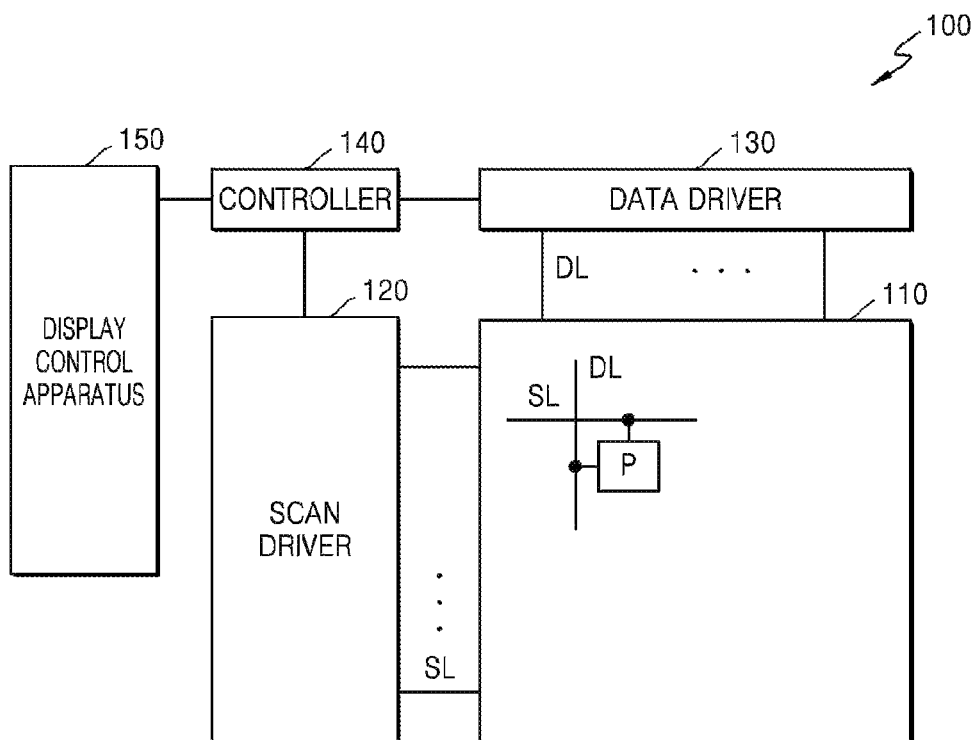 100
150
140
130
CONTROLLER
DATA DRIVER
DL
. . .
120
110
DISPLAY
CONTROL
APPARATUS
DL
SL
P
SCAN
DRIVER
SL